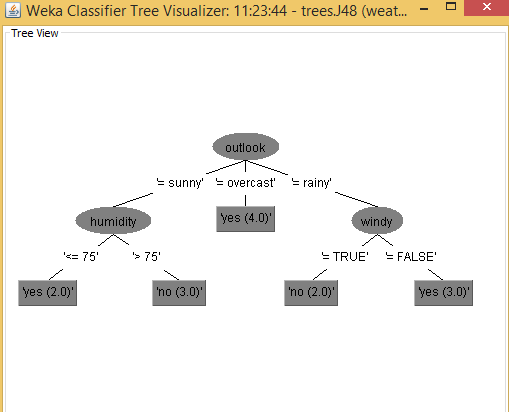 Weka Classifier Tree Visualizer: 11:23:44 - trees.J48 (weat...
Tree View
outlook
'= sunny' '= overcast' '= rainy'
humidity 'yes (4.0)' windy
'<= 75' '> 75' '= TRUE' '= FALSE'
'yes (2.0)' 'no (3.0)' 'no (2.0)' 'yes (3.0)'